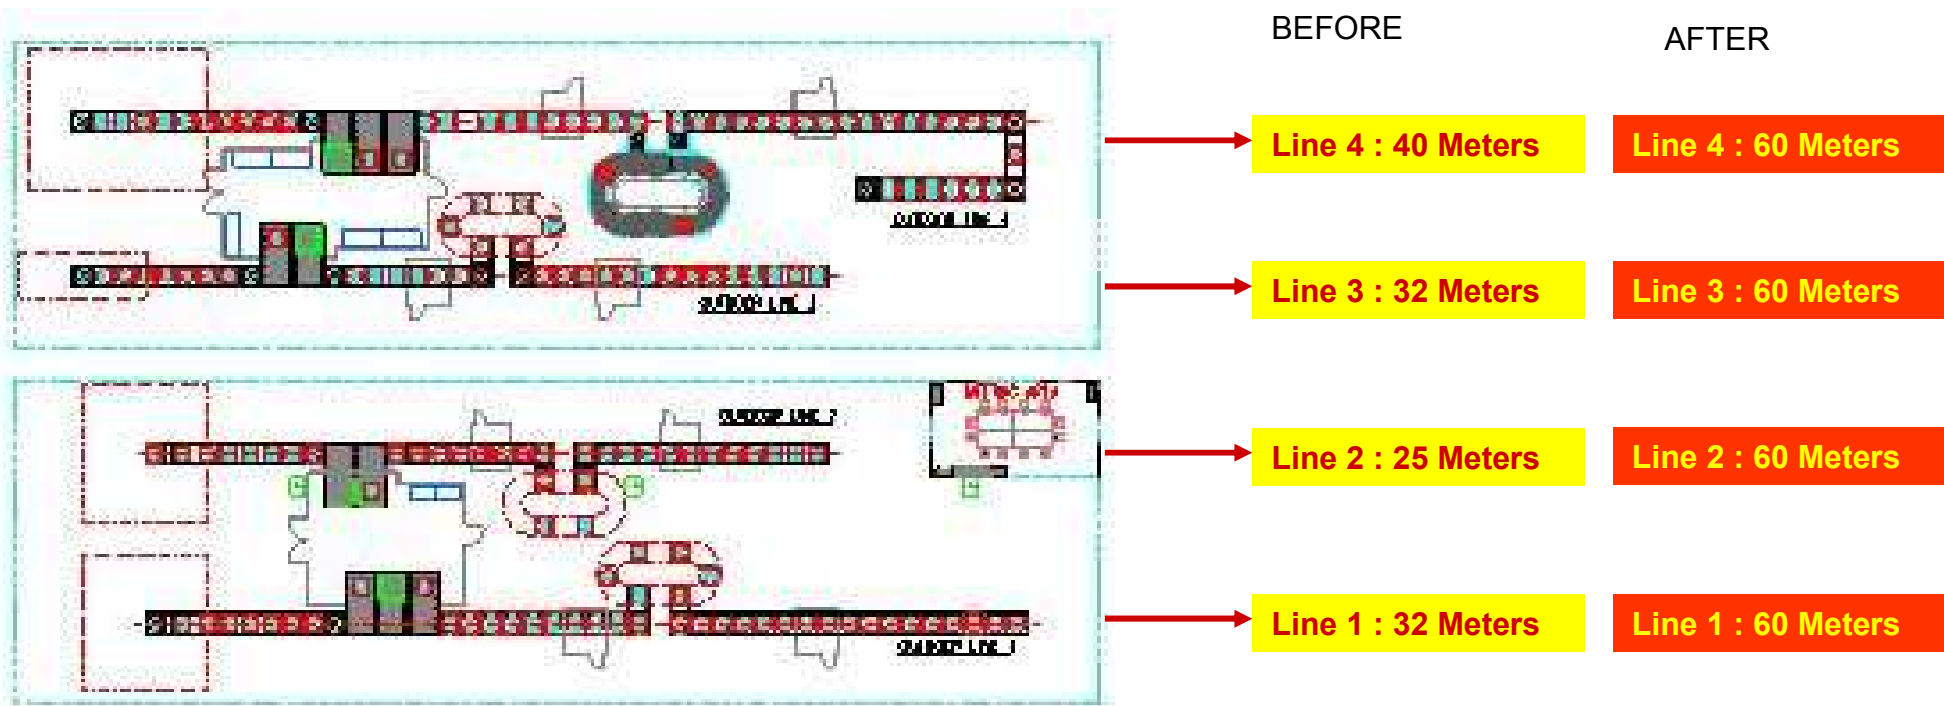 BEFORE
AFTER
Line 4 : 40 Meters
Line 4 : 60 Meters
Line 3 : 32 Meters
Line 3 : 60 Meters
Line 2 : 25 Meters
Line 2 : 60 Meters
Line 1 : 32 Meters
Line 1 : 60 Meters